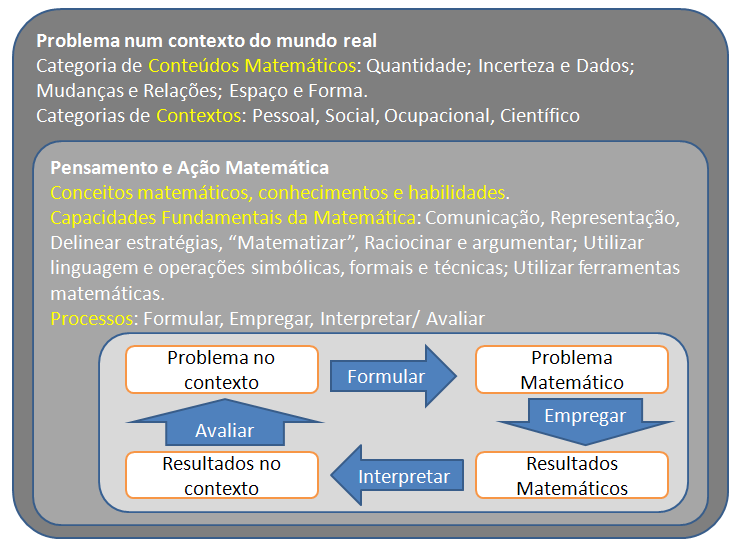 Problema num contexto do mundo real
Categoria de Conteúdos Matemáticos: Quantidade; Incerteza e Dados;
Mudanças e Relações; Espaço e Forma.
Categorias de Contextos: Pessoal, Social, Ocupacional, Científico
Pensamento e Ação Matemática
Conceitos matemáticos, conhecimentos e habilidades.
Capacidades Fundamentais da Matemática: Comunicação, Representação,
Delinear estratégias, “Matematizar”, Raciocinar e argumentar; Utilizar
linguagem e operações simbólicas, formais e técnicas; Utilizar ferramentas
matemáticas.
Processos: Formular, Empregar, Interpretar/ Avaliar
Problema no
contexto
Formular
Problema
Matemático
Empregar
Avaliar
Resultados no
contexto
Interpretar
Resultados
Matemáticos